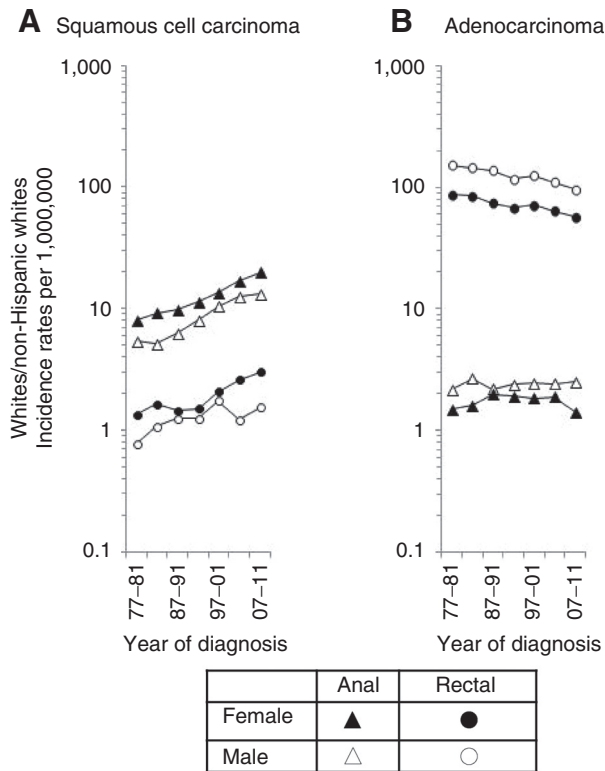 A Squamous cell carcinoma
B Adenocarcinoma
Whites/non-Hispanic whites
Incidence rates per 1,000,000
1,000
100
10
1
0.1
77–81
87–91
97–01
07–11
Year of diagnosis
1,000
100
10
1
0.1
77–81
87–91
97–01
07–11
Year of diagnosis
Anal Rectal
Female
Male